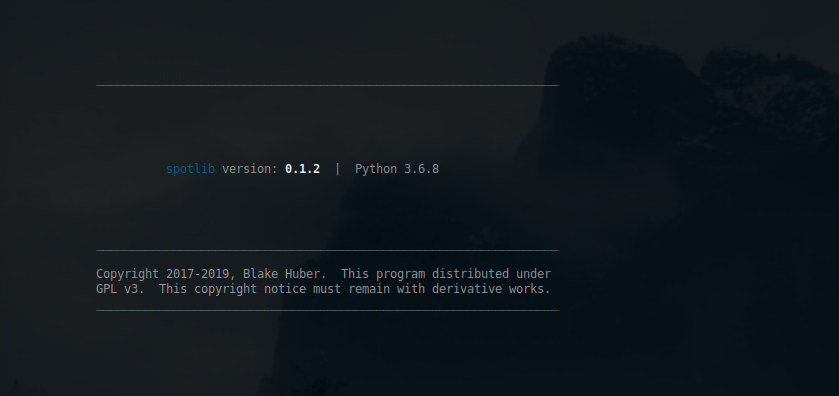 spotlib version: 0.1.2  |  Python 3.6.8
Copyright 2017-2019, Blake Huber.  This program distributed under
GPL v3.  This copyright notice must remain with derivative works.